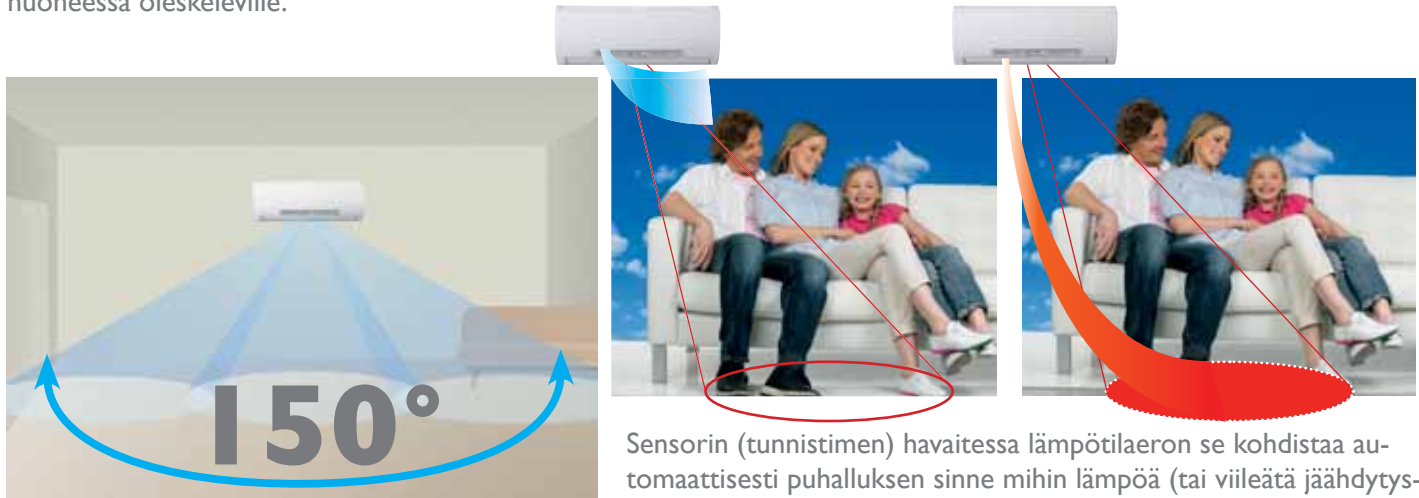 huoneessa oleskeleville.
150°
Sensorin (tunnistimen) havaitessa lämpötilaeron se kohdistaa au-
tomaattisesti puhalluksen sinne mihin lämpöä (tai viileätä jäähdytys-